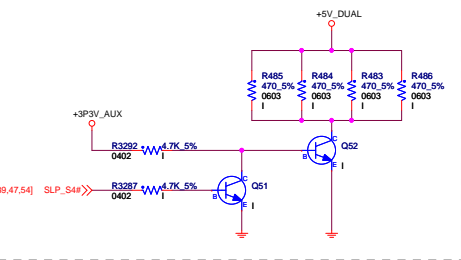 +5V_DUAL
R485 R484 R483 R486
470_5% 470_5% 470_5% 470_5%
0603 0603 0603 0603
I I I I
+3P3V_AUX
R3292 4.7K_5%
0402 I
C
Q52
B
E
I
R3287 4.7K_5%
0402 I
C
Q51
B
E
I
9,47,54] SLP_S4#